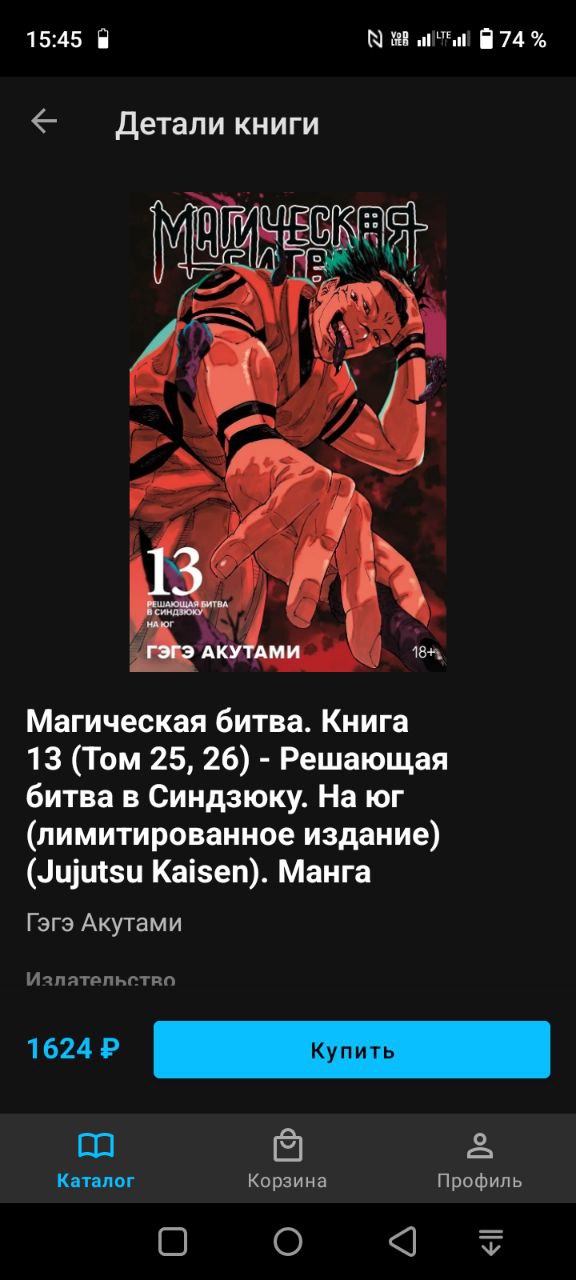 15:45
LTE
74 %
Детали книги
МАГИЧЕСКАЯ
БИТВА
13
РЕШАЮЩАЯ БИТВА
В СИНДЗЮКУ
НА ЮГ
ГЭГЭ АКУТАМИ
18+
Магическая битва. Книга
13 (Том 25, 26) - Решающая
битва в Синдзюку. На юг
(лимитированное издание)
(Jujutsu Kaisen). Манга
Гэгэ Акутами
Издательство
1624 ₽
Купить
Каталог
Корзина
Профиль